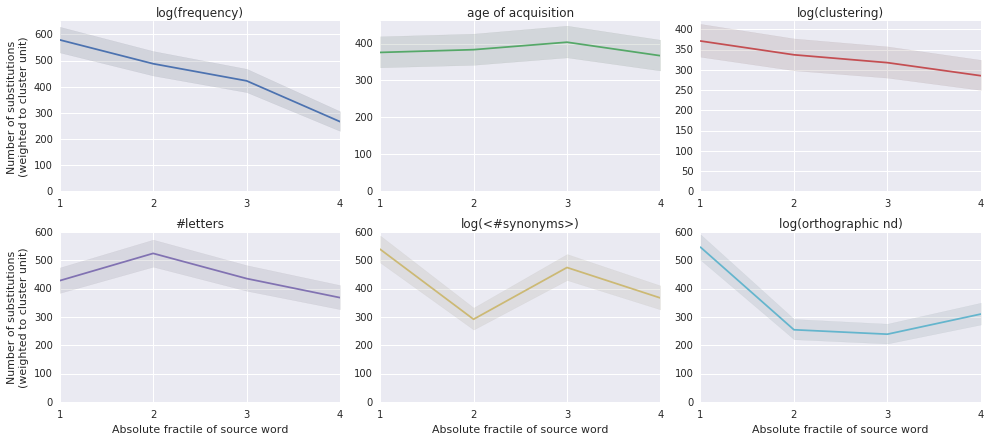 log(frequency)
age of acquisition
log(clustering)
Number of substitutions
(weighted to cluster unit)
600
500
400
300
200
100
0
1 2 3 4
400
300
200
100
0
1 2 3 4
400
350
300
250
200
150
100
50
0
1 2 3 4
#letters
log(<#synonyms>)
log(orthographic nd)
Number of substitutions
(weighted to cluster unit)
600
500
400
300
200
100
0
1 2 3 4
Absolute fractile of source word
600
500
400
300
200
100
0
1 2 3 4
Absolute fractile of source word
600
500
400
300
200
100
0
1 2 3 4
Absolute fractile of source word